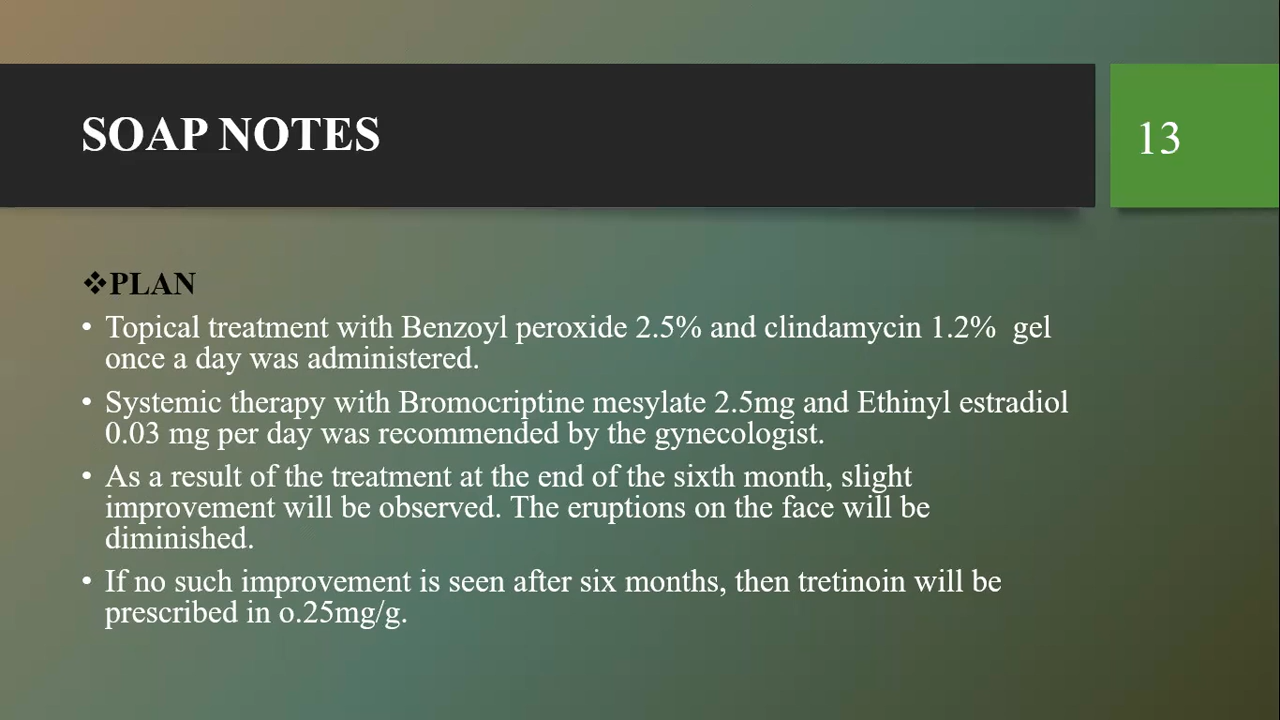 SOAP NOTES
13
❖PLAN
• Topical treatment with Benzoyl peroxide 2.5% and clindamycin 1.2%  gel
once a day was administered.
• Systemic therapy with Bromocriptine mesylate 2.5mg and Ethinyl estradiol
0.03 mg per day was recommended by the gynecologist.
• As a result of the treatment at the end of the sixth month, slight
improvement will be observed. The eruptions on the face will be
diminished.
• If no such improvement is seen after six months, then tretinoin will be
prescribed in o.25mg/g.